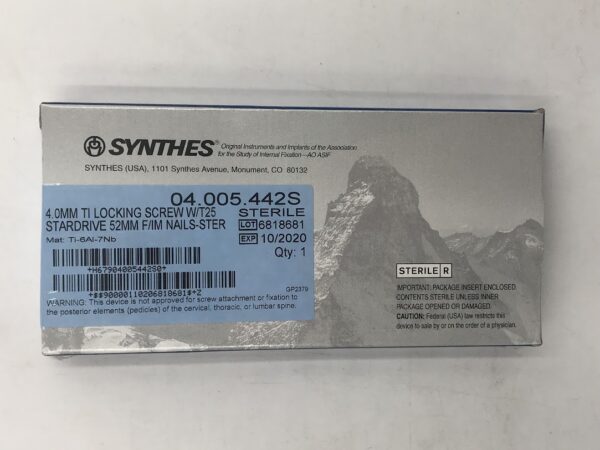 SYNTHES® Original Instruments and Implants of the Association
for the Study of Internal Fixation—AO ASIF
SYNTHES (USA), 1101 Synthes Avenue, Monument, CO 80132
04.005.442S
4.0MM TI LOCKING SCREW W/T25
STARDRIVE 52MM F/IM NAILS-STER
Mat: Ti-6Al-7Nb
STERILE
LOT 6818681
EXP 10/2020
Qty: 1
+H67904005442S0+
+$$90000110206818681$+Z
GP2379
WARNING: This device is not approved for screw attachment or fixation to
the posterior elements (pedicles) of the cervical, thoracic, or lumbar spine.
STERILE R
IMPORTANT: PACKAGE INSERT ENCLOSED.
CONTENTS STERILE UNLESS INNER
PACKAGE OPENED OR DAMAGED.
CAUTION: Federal (USA) law restricts this
device to sale by or on the order of a physician.